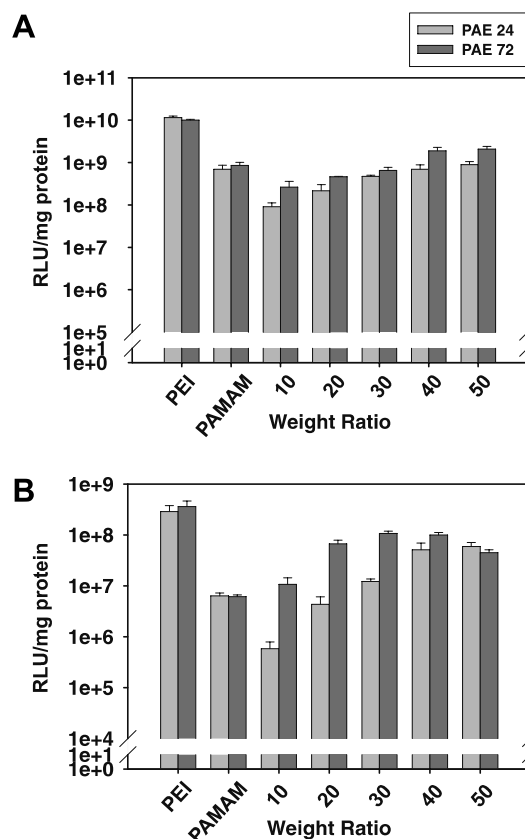 A
PAE 24
PAE 72
1e+11
1e+10
1e+9
1e+8
1e+7
1e+6
1e+5
1e+1
1e+0
RLU/mg protein
PEI PAMAM 10 20 30 40 50
Weight Ratio
B
1e+9
1e+8
1e+7
1e+6
1e+5
1e+4
1e+1
1e+0
RLU/mg protein
PEI PAMAM 10 20 30 40 50
Weight Ratio